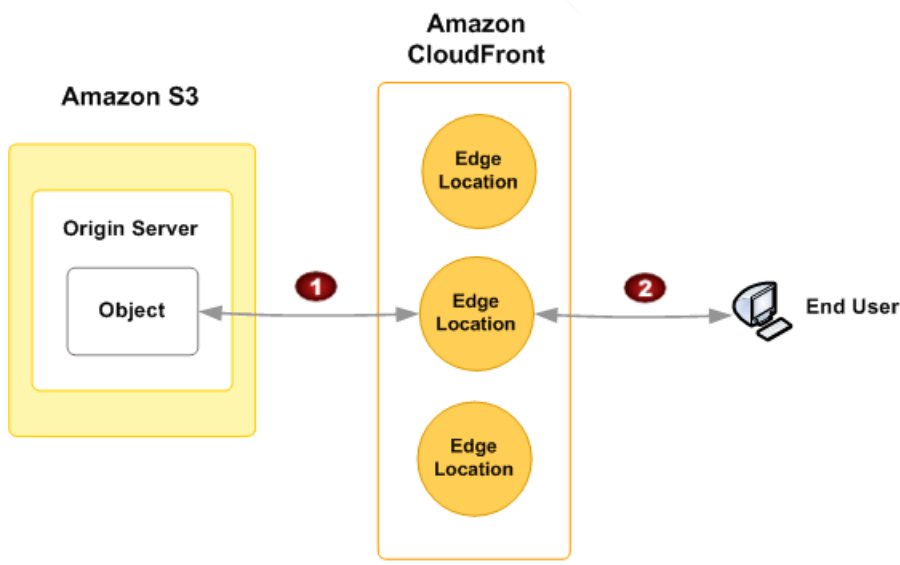 Amazon
CloudFront
Amazon S3
Edge
Location
Origin Server
Object
1
Edge
Location
2
End User
Edge
Location